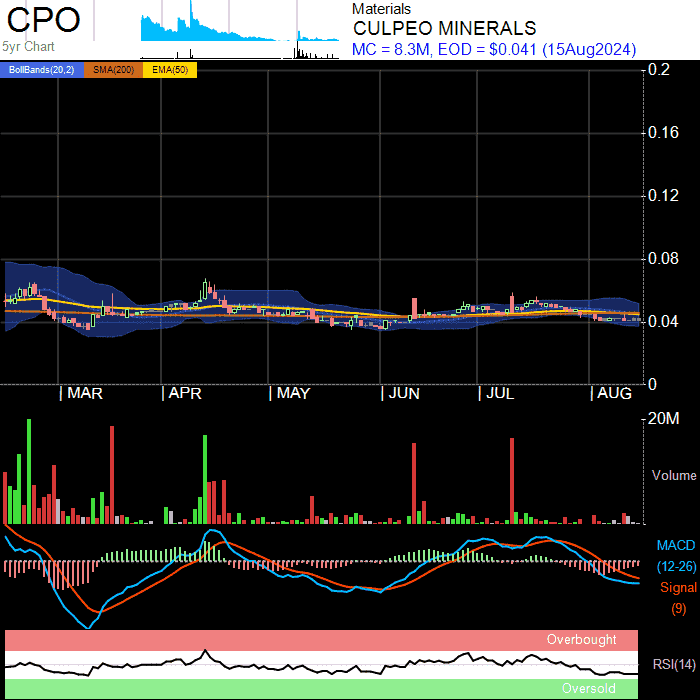 CPO
5yr Chart
Materials
CULPEO MINERALS
MC = 8.3M, EOD = $0.041 (15Aug2024)
BollBands(20,2) SMA(200) EMA(50)
0.2
0.16
0.12
0.08
0.04
0
MAR APR MAY JUN JUL AUG
20M
Volume
MACD
(12-26)
Signal
(9)
Overbought
RSI(14)
Oversold